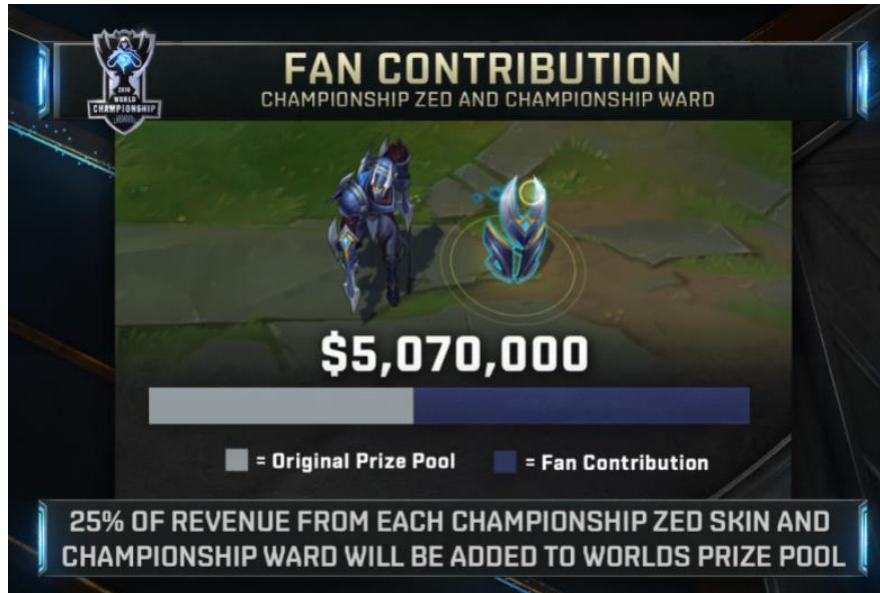 FAN CONTRIBUTION
CHAMPIONSHIP ZED AND CHAMPIONSHIP WARD
2016
WORLD
CHAMPIONSHIP
$5,070,000
= Original Prize Pool
= Fan Contribution
25% OF REVENUE FROM EACH CHAMPIONSHIP ZED SKIN AND
CHAMPIONSHIP WARD WILL BE ADDED TO WORLDS PRIZE POOL